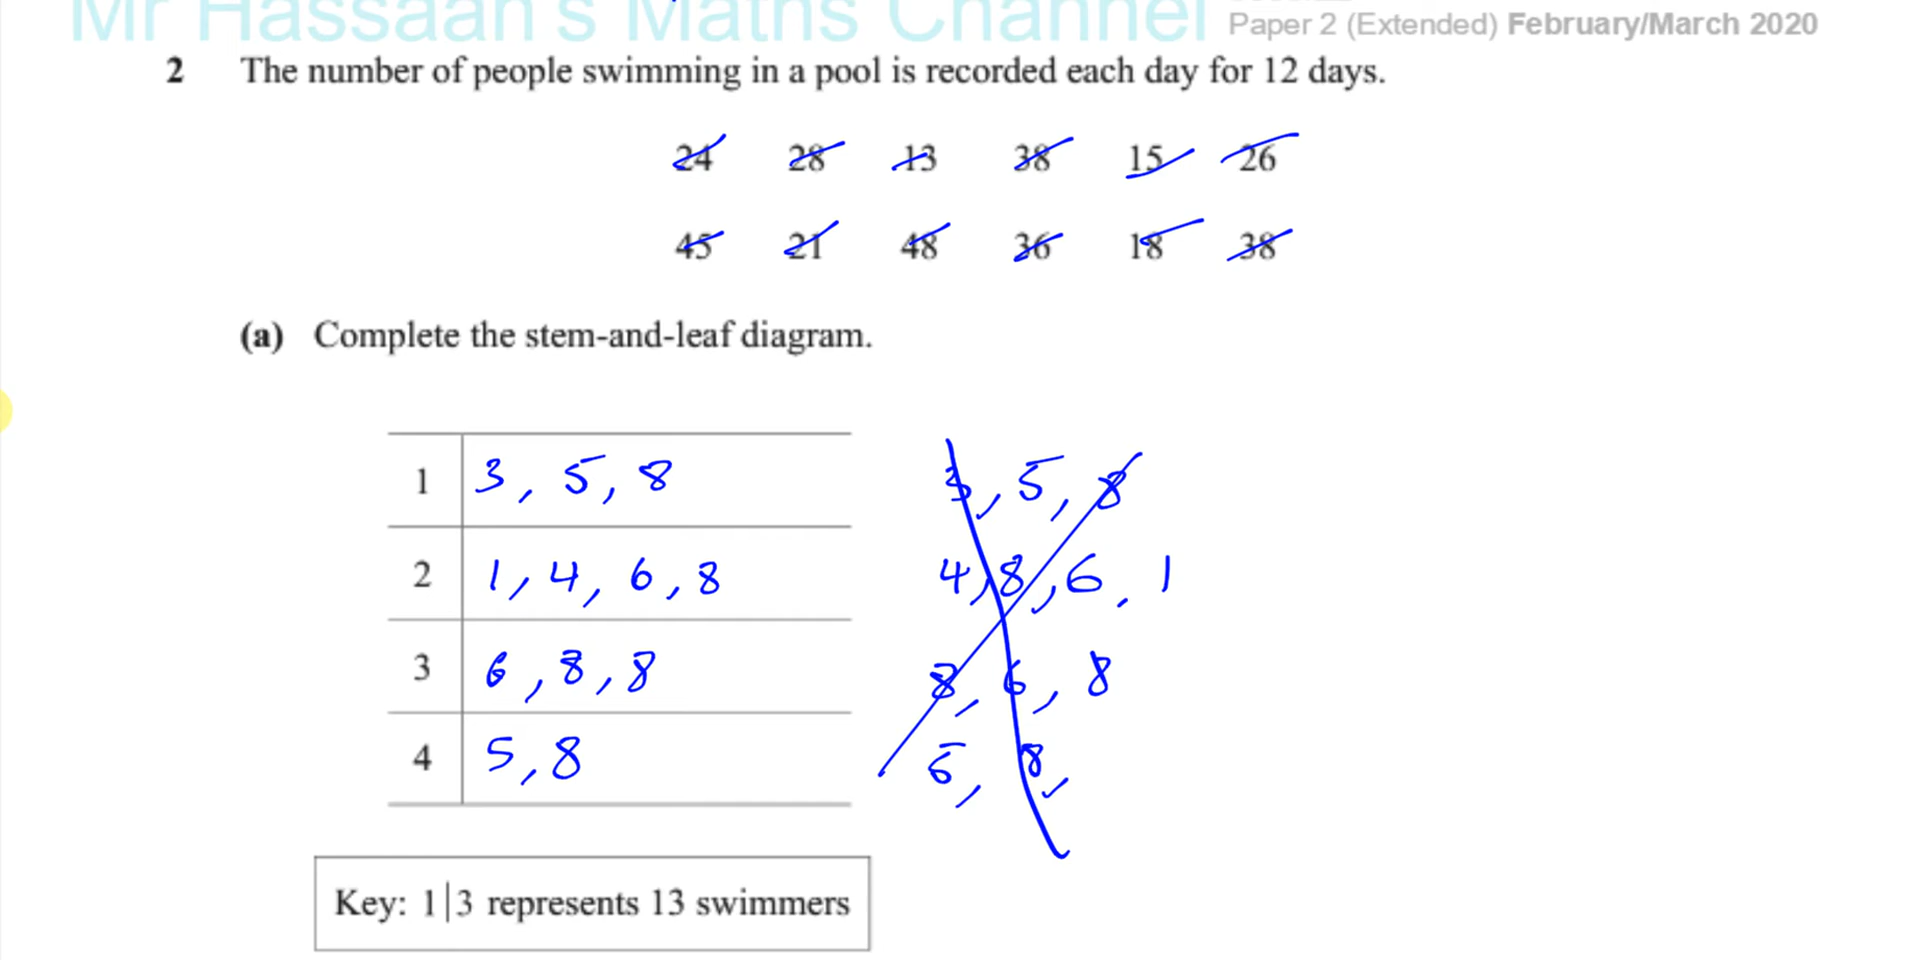 Mr Hassaan's Maths Channel
Paper 2 (Extended) February/March 2020
2 The number of people swimming in a pool is recorded each day for 12 days.
24 28 13 38 15 26
45 21 48 36 18 38
(a) Complete the stem-and-leaf diagram.
1 3, 5, 8
2 1, 4, 6, 8
3 6, 8, 8
4 5, 8
3, 5, 8
4, 8, 6, 1
8, 6, 8
5, 8,
Key: 1|3 represents 13 swimmers